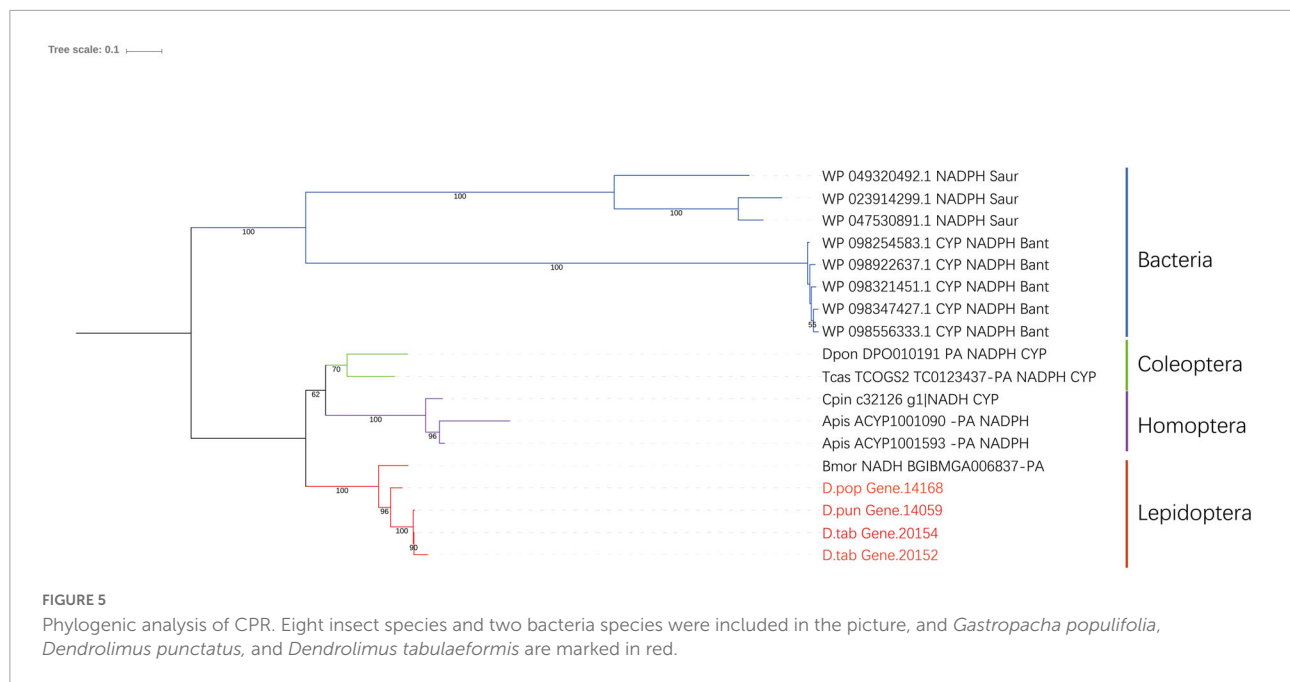 Tree scale: 0.1
WP 049320492.1 NADPH Saur
100
WP 023914299.1 NADPH Saur
100
WP 047530891.1 NADPH Saur
100
WP 098254583.1 CYP NADPH Bant
WP 098922637.1 CYP NADPH Bant
100
WP 098321451.1 CYP NADPH Bant
Bacteria
WP 098347427.1 CYP NADPH Bant
55
WP 098556333.1 CYP NADPH Bant
Dpon DPO010191 PA NADPH CYP
70
Tcas TCOGS2 TC0123437-PA NADPH CYP
Coleoptera
62
Cpin c32126 g1|NADH CYP
100
Apis ACYP1001090 -PA NADPH
96
Apis ACYP1001593 -PA NADPH
Homoptera
Bmor NADH BGIBMGA006837-PA
100
D.pop Gene.14168
96
D.pun Gene.14059
Lepidoptera
100
D.tab Gene.20154
90
D.tab Gene.20152
FIGURE 5
Phylogenic analysis of CPR. Eight insect species and two bacteria species were included in the picture, and Gastropacha populifolia,
Dendrolimus punctatus, and Dendrolimus tabulaeformis are marked in red.